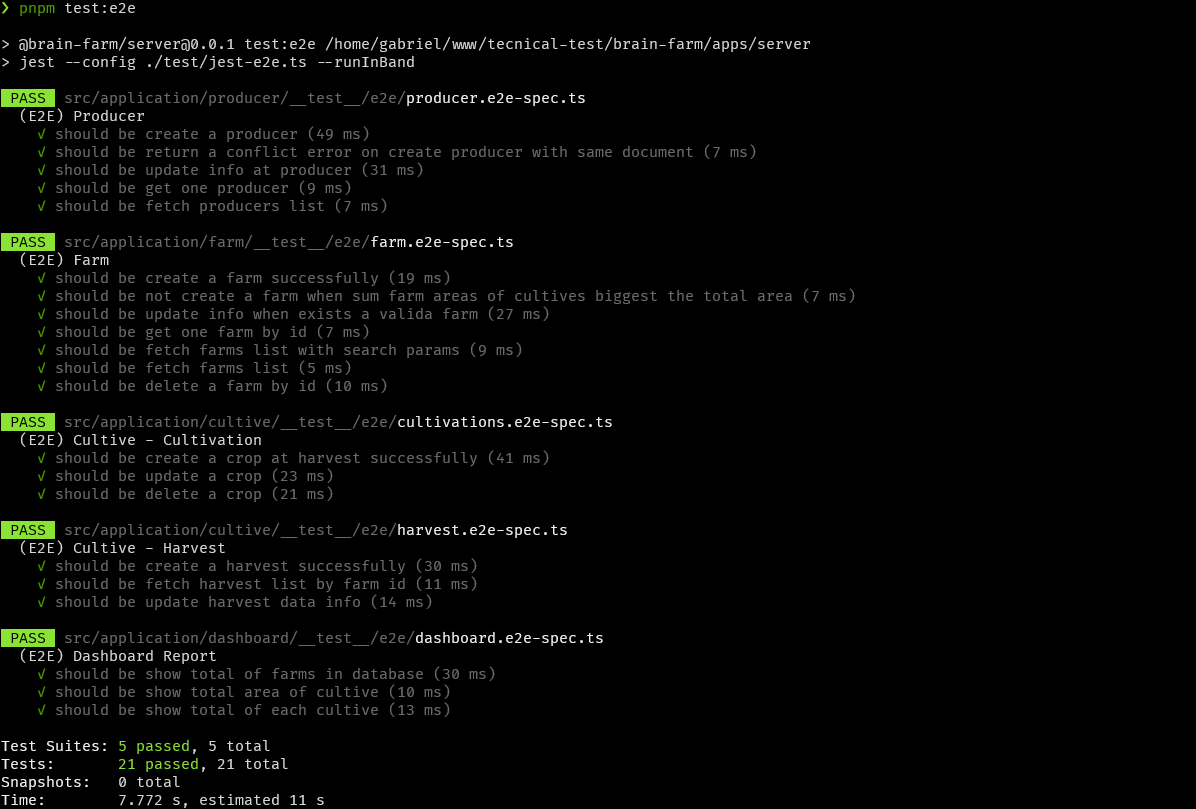 ❯ pnpm test:e2e
> @brain-farm/server@0.0.1 test:e2e /home/gabriel/www/tecnical-test/brain-farm/apps/server
> jest --config ./test/jest-e2e.ts --runInBand
PASS src/application/producer/__test__/e2e/producer.e2e-spec.ts
(E2E) Producer
√ should be create a producer (49 ms)
√ should be return a conflict error on create producer with same document (7 ms)
√ should be update info at producer (31 ms)
√ should be get one producer (9 ms)
√ should be fetch producers list (7 ms)
PASS src/application/farm/__test__/e2e/farm.e2e-spec.ts
(E2E) Farm
√ should be create a farm successfully (19 ms)
√ should be not create a farm when sum farm areas of cultives biggest the total area (7 ms)
√ should be update info when exists a valida farm (27 ms)
√ should be get one farm by id (7 ms)
√ should be fetch farms list with search params (9 ms)
√ should be fetch farms list (5 ms)
√ should be delete a farm by id (10 ms)
PASS src/application/cultive/__test__/e2e/cultivations.e2e-spec.ts
(E2E) Cultive - Cultivation
√ should be create a crop at harvest successfully (41 ms)
√ should be update a crop (23 ms)
√ should be delete a crop (21 ms)
PASS src/application/cultive/__test__/e2e/harvest.e2e-spec.ts
(E2E) Cultive - Harvest
√ should be create a harvest successfully (30 ms)
√ should be fetch harvest list by farm id (11 ms)
√ should be update harvest data info (14 ms)
PASS src/application/dashboard/__test__/e2e/dashboard.e2e-spec.ts
(E2E) Dashboard Report
√ should be show total of farms in database (30 ms)
√ should be show total area of cultive (10 ms)
√ should be show total of each cultive (13 ms)
Test Suites: 5 passed, 5 total
Tests: 21 passed, 21 total
Snapshots: 0 total
Time: 7.772 s, estimated 11 s